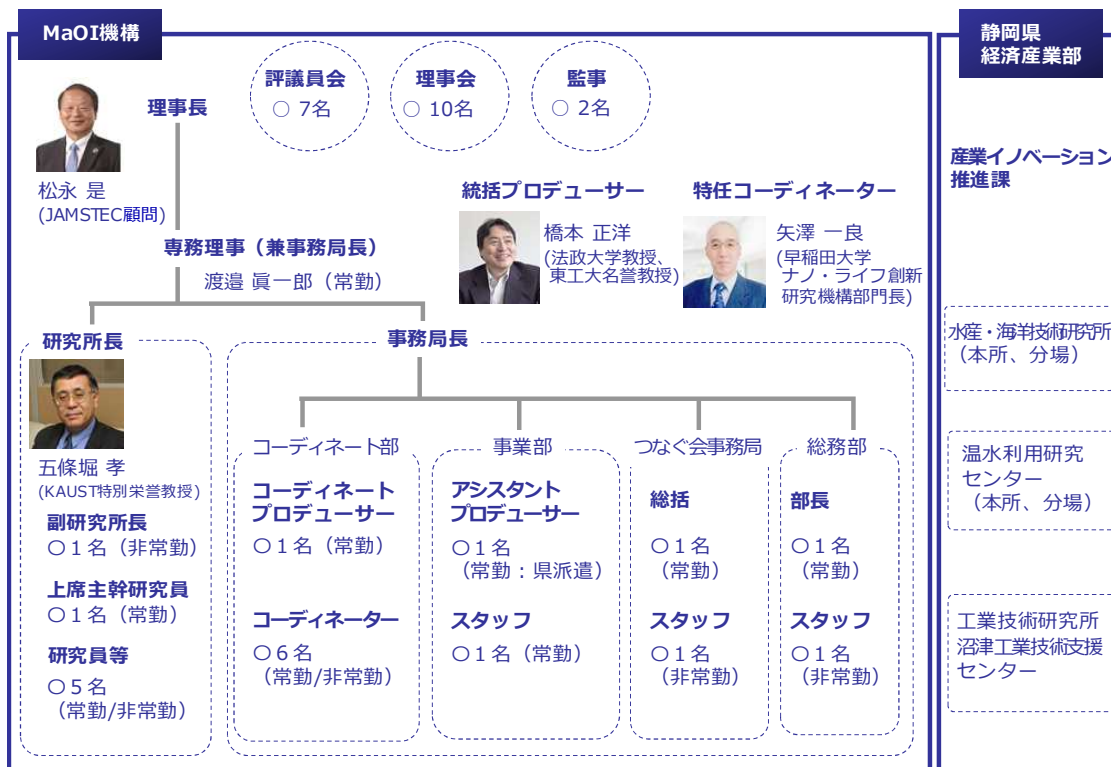 MaOI機構
理事長
松永 是
(JAMSTEC顧問)
評議員会
○ 7名
理事会
○ 10名
監事
○ 2名
統括プロデューサー
橋本 正洋
(法政大学教授、
東工大名誉教授)
特任コーディネーター
矢澤 一良
(早稲田大学
ナノ・ライフ創新
研究機構部門長)
専務理事（兼事務局長）
渡邉 眞一郎（常勤）
研究所長
五條堀 孝
(KAUST特別栄誉教授)
副研究所長
○１名（非常勤）
上席主幹研究員
○１名（常勤）
研究員等
○５名
（常勤/非常勤）
事務局長
コーディネート部
コーディネート
プロデューサー
○１名（常勤）
コーディネーター
○６名
（常勤/非常勤）
事業部
アシスタント
プロデューサー
○１名
（常勤：県派遣）
スタッフ
○１名（常勤）
つなぐ会事務局
総括
○１名
（常勤）
スタッフ
○１名
（非常勤）
総務部
部長
○１名
（常勤）
スタッフ
○１名
（非常勤）
静岡県
経済産業部
産業イノベーション
推進課
水産・海洋技術研究所
（本所、分場）
温水利用研究
センター
（本所、分場）
工業技術研究所
沼津工業技術支援
センター